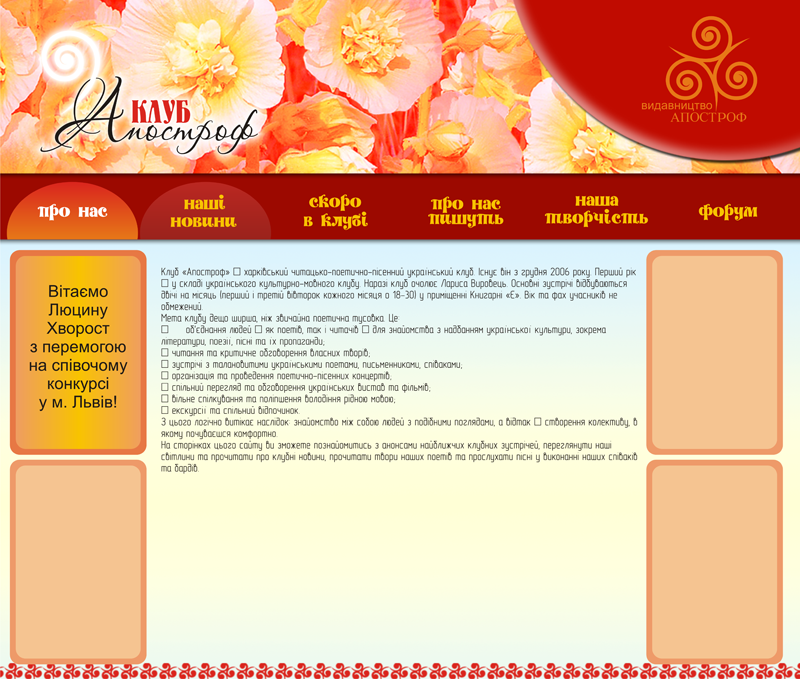 КЛУБ
Апостроф
видавництво
АПОСТРОФ
про нас
наші
новини
скоро
в клубі
про нас
пишуть
наша
творчість
форум
Вітаємо
Люцину
Хворост
з перемогою
на співочому
конкурсі
у м. Львів!
Клуб «Апостроф» □ харківський читацько-поетично-пісенний український клуб. Існує він з грудня 2006 року. Перший рік
□ у складі українського культурно-мовного клубу. Наразі клуб очолює Лариса Вировець. Основні зустрічі відбуваються
двічі на місяць (перший і третій вівторок кожного місяця о 18-30) у приміщенні Книгарні «Є». Вік та фах учасників не
обмежений.
Мета клубу дещо ширша, ніж звичайна поетична тусовка. Це:
□ об'єднання людей □ як поетів, так і читачів □ для знайомства з надбанням української культури, зокрема
літератури, поезії, пісні та їх пропаганди;
□ читання та критичне обговорення власних творів;
□ зустрічі з талановитими українськими поетами, письменниками, співаками;
□ організація та проведення поетично-пісенних концертів;
□ спільний перегляд та обговорення українських вистав та фільмів;
□ вільне спілкування та поліпшення володіння рідною мовою;
□ екскурсії та спільний відпочинок.
З цього логічно витікає наслідок: знайомство між собою людей з подібними поглядами, а відтак □ створення колективу, в
якому почуваєшся комфортно.
На сторінках цього сайту ви зможете познайомитись з анонсами найближчих клубних зустрічей, переглянути наші
світлини та прочитати про клубні новини, прочитати твори наших поетів та прослухати пісні у виконанні наших співаків
та бардів.